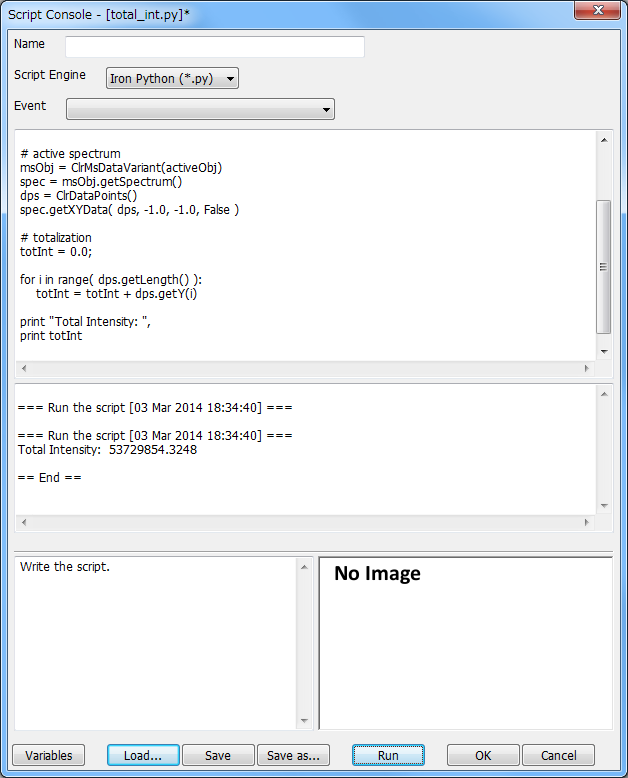 Script Console - [total_int.py]*
Name
Script Engine Iron Python (*.py)
Event
# active spectrum
msObj = ClrMsDataVariant(activeObj)
spec = msObj.getSpectrum()
dps = ClrDataPoints()
spec.getXYData( dps, -1.0, -1.0, False )
# totalization
totInt = 0.0;
for i in range( dps.getLength() ):
totInt = totInt + dps.getY(i)
print "Total Intensity: ",
print totInt
=== Run the script [03 Mar 2014 18:34:40] ===
=== Run the script [03 Mar 2014 18:34:40] ===
Total Intensity: 53729854.3248
== End ==
Write the script.
No Image
Variables Load... Save Save as... Run OK Cancel